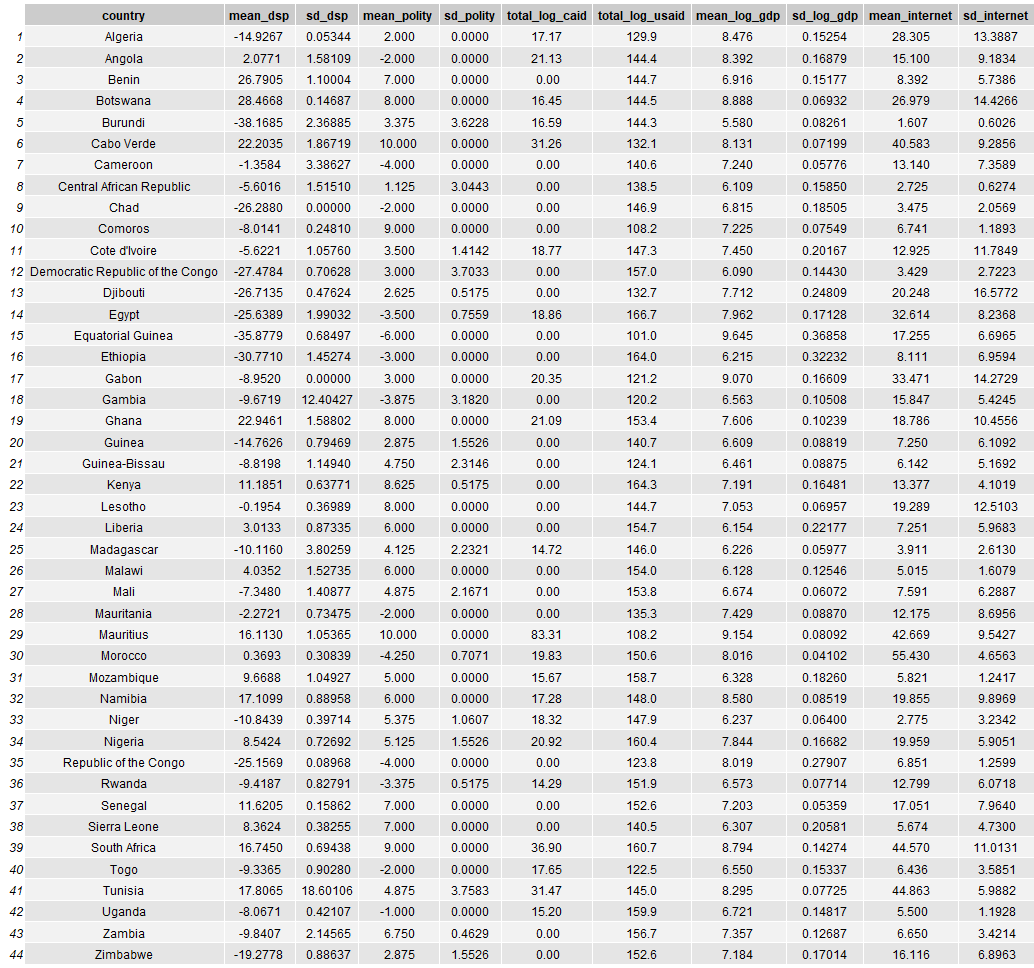 country mean_dsp sd_dsp mean_polity sd_polity total_log_caid total_log_usaid mean_log_gdp sd_log_gdp mean_internet sd_internet
1 Algeria -14.9267 0.05344 2.000 0.0000 17.17 129.9 8.476 0.15254 28.305 13.3887
2 Angola 2.0771 1.58109 -2.000 0.0000 21.13 144.4 8.392 0.16879 15.100 9.1834
3 Benin 26.7905 1.10004 7.000 0.0000 0.00 144.7 6.916 0.15177 8.392 5.7386
4 Botswana 28.4668 0.14687 8.000 0.0000 16.45 144.5 8.888 0.06932 26.979 14.4266
5 Burundi -38.1685 2.36885 3.375 3.6228 16.59 144.3 5.580 0.08261 1.607 0.6026
6 Cabo Verde 22.2035 1.86719 10.000 0.0000 31.26 132.1 8.131 0.07199 40.583 9.2856
7 Cameroon -1.3584 3.38627 -4.000 0.0000 0.00 140.6 7.240 0.05776 13.140 7.3589
8 Central African Republic -5.6016 1.51510 1.125 3.0443 0.00 138.5 6.109 0.15850 2.725 0.6274
9 Chad -26.2880 0.00000 -2.000 0.0000 0.00 146.9 6.815 0.18505 3.475 2.0569
10 Comoros -8.0141 0.24810 9.000 0.0000 0.00 108.2 7.225 0.07549 6.741 1.1893
11 Cote d'Ivoire -5.6221 1.05760 3.500 1.4142 18.77 147.3 7.450 0.20167 12.925 11.7849
12 Democratic Republic of the Congo -27.4784 0.70628 3.000 3.7033 0.00 157.0 6.090 0.14430 3.429 2.7223
13 Djibouti -26.7135 0.47624 2.625 0.5175 0.00 132.7 7.712 0.24809 20.248 16.5772
14 Egypt -25.6389 1.99032 -3.500 0.7559 18.86 166.7 7.962 0.17128 32.614 8.2368
15 Equatorial Guinea -35.8779 0.68497 -6.000 0.0000 0.00 101.0 9.645 0.36858 17.255 6.6965
16 Ethiopia -30.7710 1.45274 -3.000 0.0000 0.00 164.0 6.215 0.32232 8.111 6.9594
17 Gabon -8.9520 0.00000 3.000 0.0000 20.35 121.2 9.070 0.16609 33.471 14.2729
18 Gambia -9.6719 12.40427 -3.875 3.1820 0.00 120.2 6.563 0.10508 15.847 5.4245
19 Ghana 22.9461 1.58802 8.000 0.0000 21.09 153.4 7.606 0.10239 18.786 10.4556
20 Guinea -14.7626 0.79469 2.875 1.5526 0.00 140.7 6.609 0.08819 7.250 6.1092
21 Guinea-Bissau -8.8198 1.14940 4.750 2.3146 0.00 124.1 6.461 0.08875 6.142 5.1692
22 Kenya 11.1851 0.63771 8.625 0.5175 0.00 164.3 7.191 0.16481 13.377 4.1019
23 Lesotho -0.1954 0.36989 8.000 0.0000 0.00 144.7 7.053 0.06957 19.289 12.5103
24 Liberia 3.0133 0.87335 6.000 0.0000 0.00 154.7 6.154 0.22177 7.251 5.9683
25 Madagascar -10.1160 3.80259 4.125 2.2321 14.72 146.0 6.226 0.05977 3.911 2.6130
26 Malawi 4.0352 1.52735 6.000 0.0000 0.00 154.0 6.128 0.12546 5.015 1.6079
27 Mali -7.3480 1.40877 4.875 2.1671 0.00 153.8 6.674 0.06072 7.591 6.2887
28 Mauritania -2.2721 0.73475 -2.000 0.0000 0.00 135.3 7.429 0.08870 12.175 8.6956
29 Mauritius 16.1130 1.05365 10.000 0.0000 83.31 108.2 9.154 0.08092 42.669 9.5427
30 Morocco 0.3693 0.30839 -4.250 0.7071 19.83 150.6 8.016 0.04102 55.430 4.6563
31 Mozambique 9.6688 1.04927 5.000 0.0000 15.67 158.7 6.328 0.18260 5.821 1.2417
32 Namibia 17.1099 0.88958 6.000 0.0000 17.28 148.0 8.580 0.08519 19.855 9.8969
33 Niger -10.8439 0.39714 5.375 1.0607 18.32 147.9 6.237 0.06400 2.775 3.2342
34 Nigeria 8.5424 0.72692 5.125 1.5526 20.92 160.4 7.844 0.16682 19.959 5.9051
35 Republic of the Congo -25.1569 0.08968 -4.000 0.0000 0.00 123.8 8.019 0.27907 6.851 1.2599
36 Rwanda -9.4187 0.82791 -3.375 0.5175 14.29 151.9 6.573 0.07714 12.799 6.0718
37 Senegal 11.6205 0.15862 7.000 0.0000 0.00 152.6 7.203 0.05359 17.051 7.9640
38 Sierra Leone 8.3624 0.38255 7.000 0.0000 0.00 140.5 6.307 0.20581 5.674 4.7300
39 South Africa 16.7450 0.69438 9.000 0.0000 36.90 160.7 8.794 0.14274 44.570 11.0131
40 Togo -9.3365 0.90280 -2.000 0.0000 17.65 122.5 6.550 0.15337 6.436 3.5851
41 Tunisia 17.8065 18.60106 4.875 3.7583 31.47 145.0 8.295 0.07725 44.863 5.9882
42 Uganda -8.0671 0.42107 -1.000 0.0000 15.20 159.9 6.721 0.14817 5.500 1.1928
43 Zambia -9.8407 2.14565 6.750 0.4629 0.00 156.7 7.357 0.12687 6.650 3.4214
44 Zimbabwe -19.2778 0.88637 2.875 1.5526 0.00 152.6 7.184 0.17014 16.116 6.8963